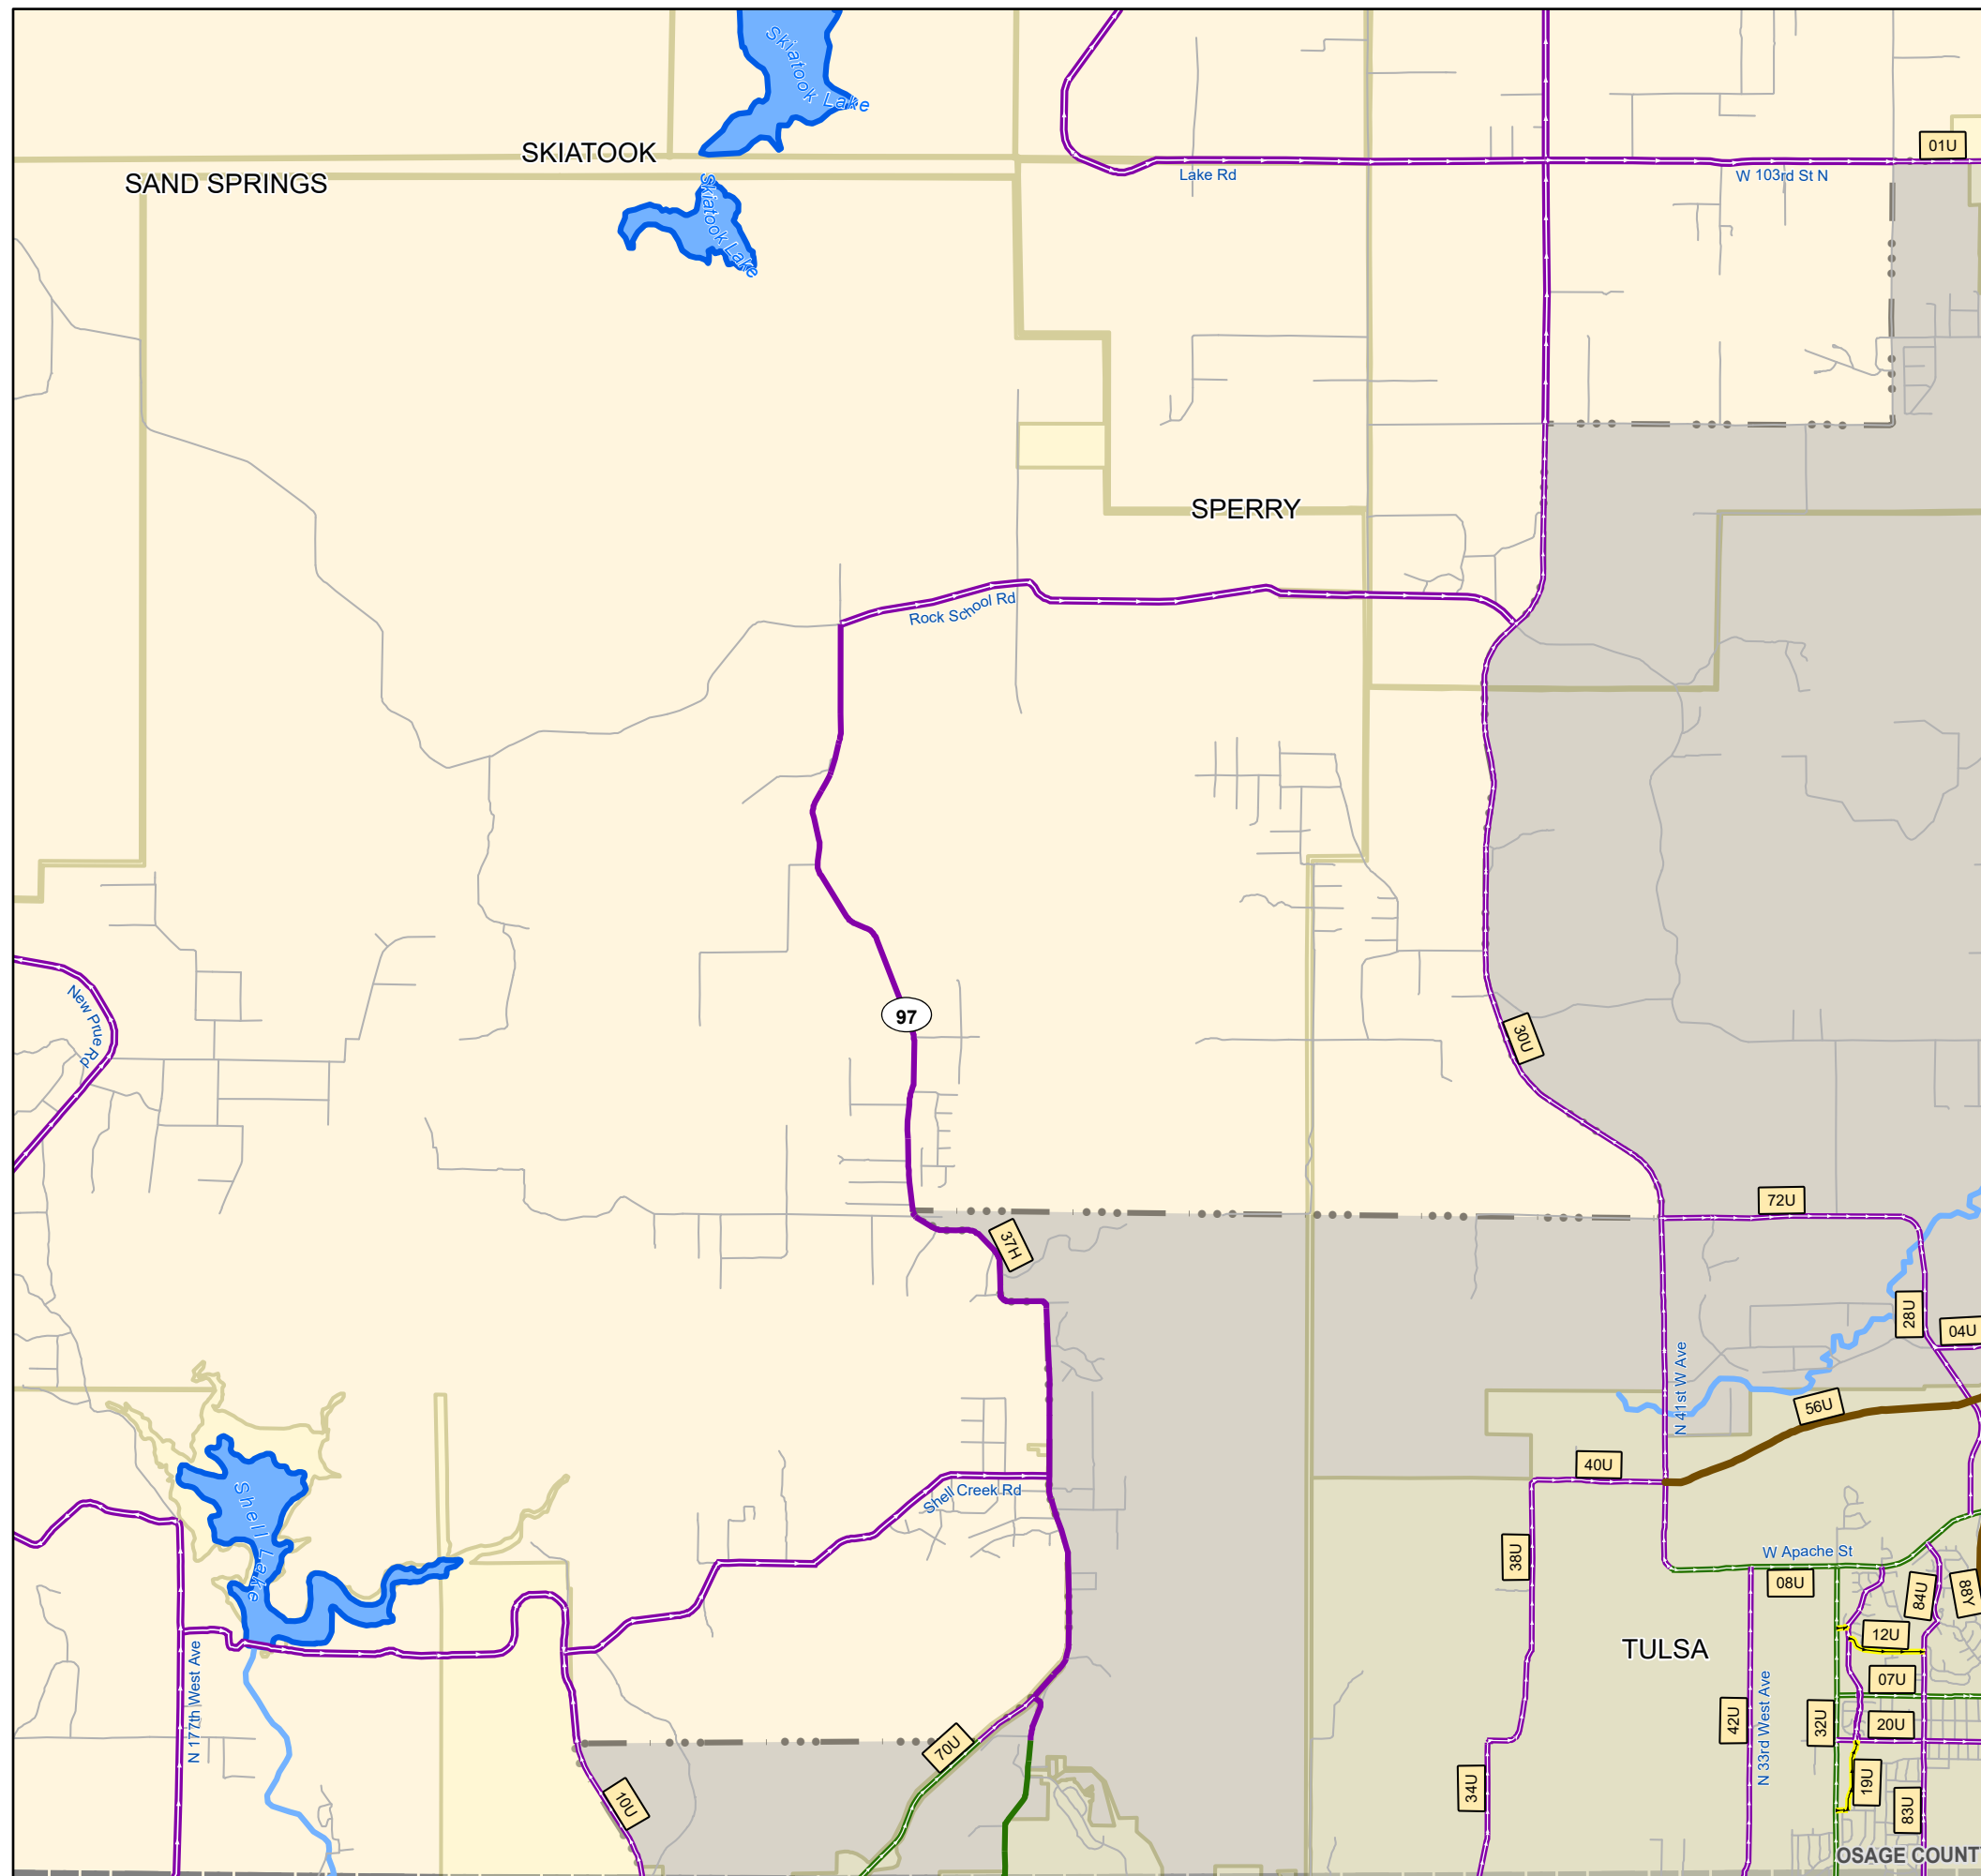 Skiatook Lake
SKIATOOK
SAND SPRINGS
Skiatook Lake
Lake Rd
W 103rd St N
01U
SPERRY
Rock School Rd
New Prue Rd
97
30U
37H
72U
28U
04U
N 41st W Ave
56U
40U
Shell Creek Rd
Shell Lake
38U
W Apache St
08U
84U
88Y
12U
TULSA
07U
N 177th West Ave
42U
N 33rd West Ave
32U
20U
70U
34U
19U
83U
10U
OSAGE COUNT